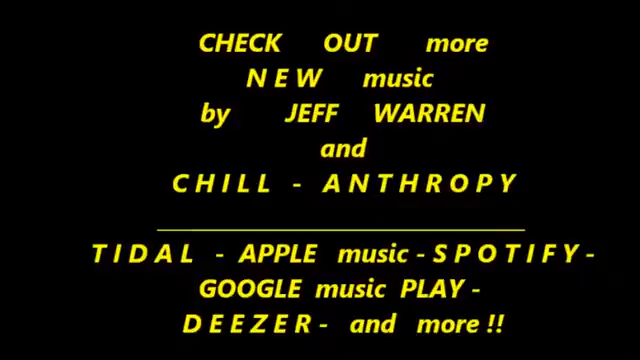 CHECK OUT more
N E W music
by JEFF WARREN
and
C H I L L - A N T H R O P Y
T I D A L - APPLE music - S P O T I F Y -
GOOGLE music PLAY -
D E E Z E R - and more !!